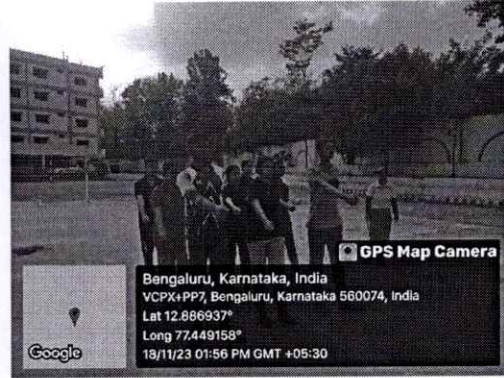 GPS Map Camera
Bengaluru, Karnataka, India
VCPX+PP7, Bengaluru, Karnataka 560074, India
Lat 12.886937°
Long 77.449158°
18/11/23 01:56 PM GMT +05:30
Google